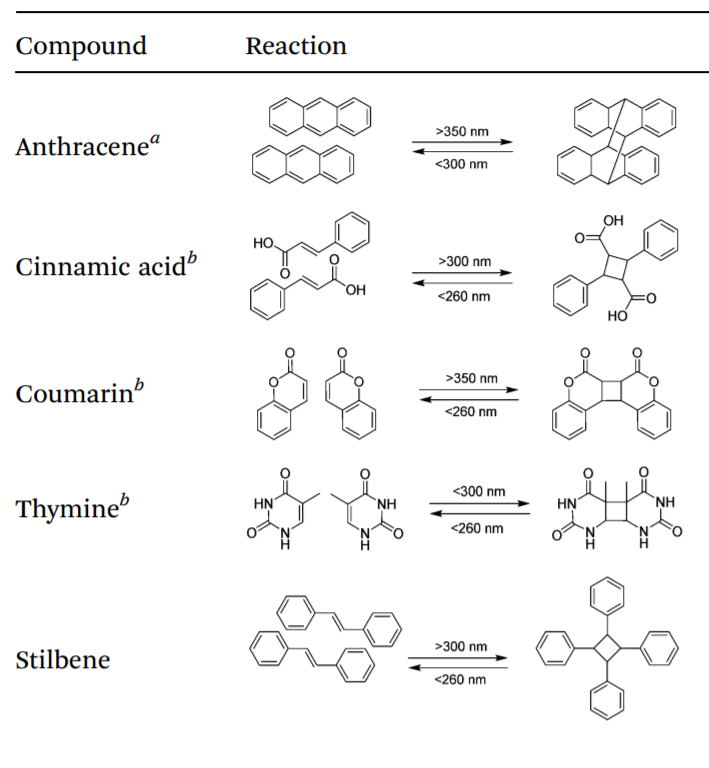 Compound Reaction
Anthracene^a
>350 nm
<300 nm
Cinnamic acid^b
HO
O
O
OH
>300 nm
<260 nm
OH
O
O
HO
Coumarin^b
O
O
O
O
>350 nm
<260 nm
O
O
O
O
Thymine^b
O
HN
O
N
H
O
NH
N
H
O
<300 nm
<260 nm
O
HN
O
N
H
O
NH
N
H
O
Stilbene
>300 nm
<260 nm